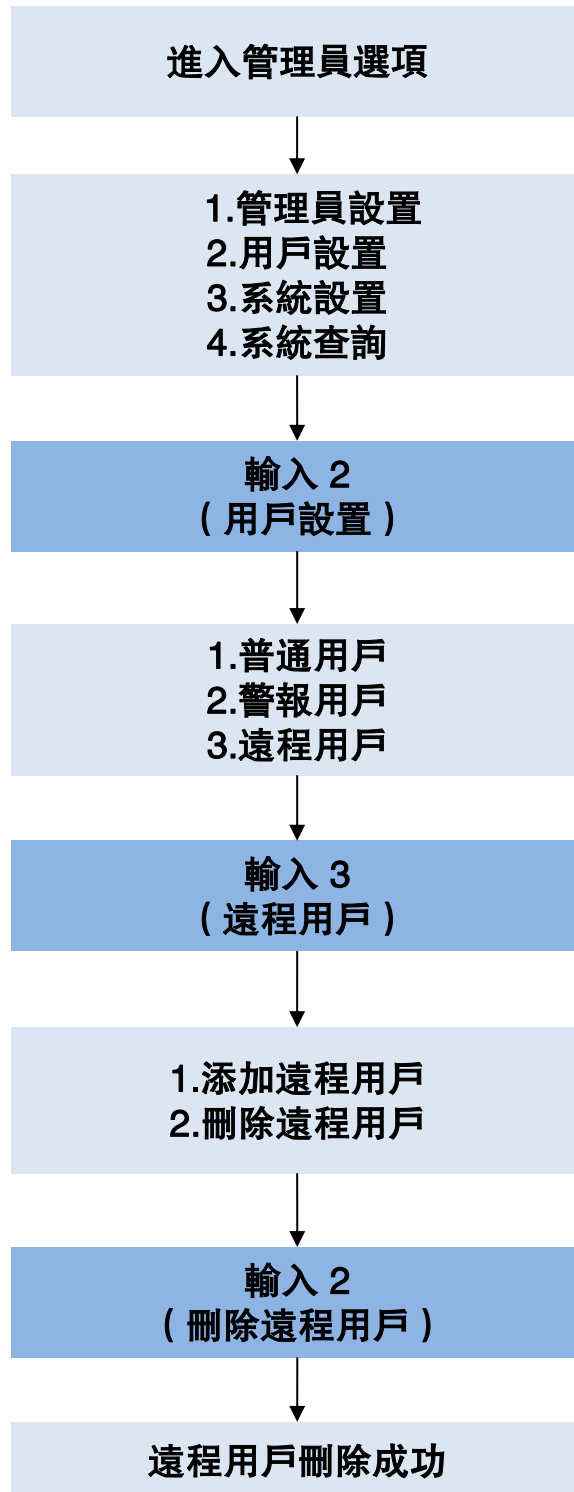 進入管理員選項
1.管理員設置
2.用戶設置
3.系統設置
4.系統查詢
輸入 2
( 用戶設置 )
1.普通用戶
2.警報用戶
3.遠程用戶
輸入 3
( 遠程用戶 )
1.添加遠程用戶
2.刪除遠程用戶
輸入 2
( 刪除遠程用戶 )
遠程用戶刪除成功